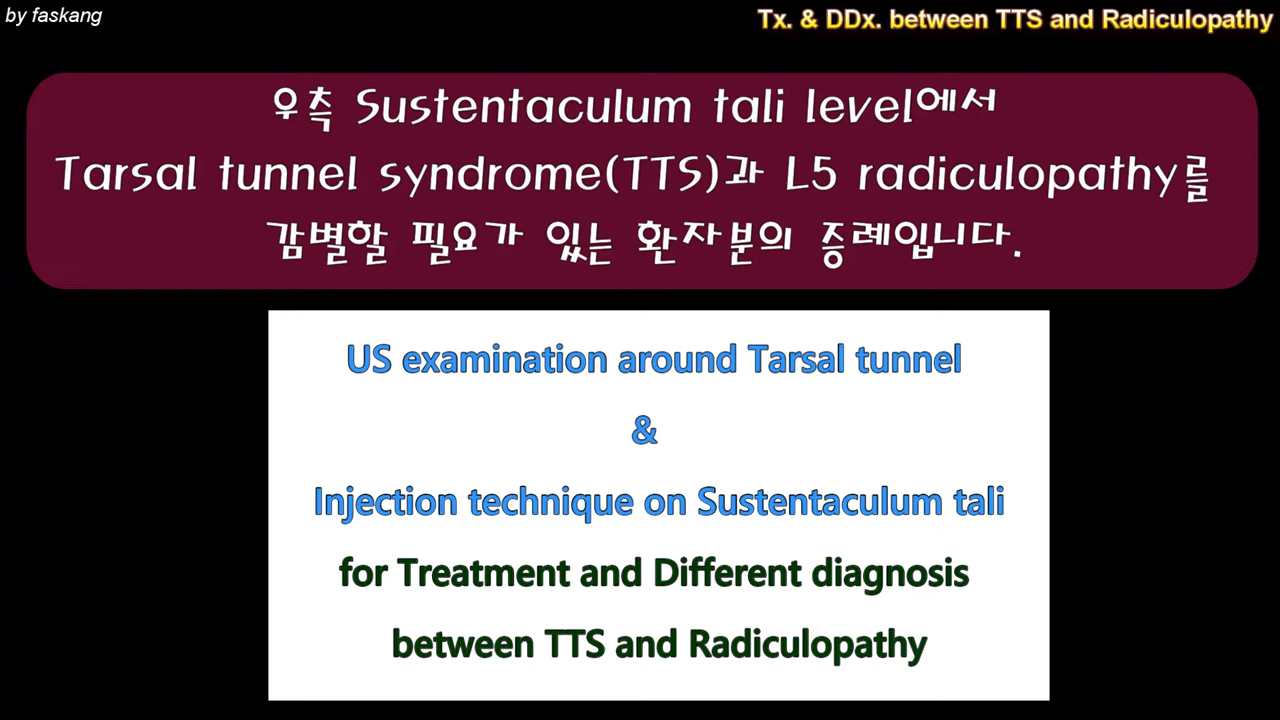 by faskang
Tx. & DDx. between TTS and Radiculopathy
우측 Sustentaculum tali level에서
Tarsal tunnel syndrome(TTS)과 L5 radiculopathy를
감별할 필요가 있는 환자분의 증례입니다.
US examination around Tarsal tunnel
&
Injection technique on Sustentaculum tali
for Treatment and Different diagnosis
between TTS and Radiculopathy